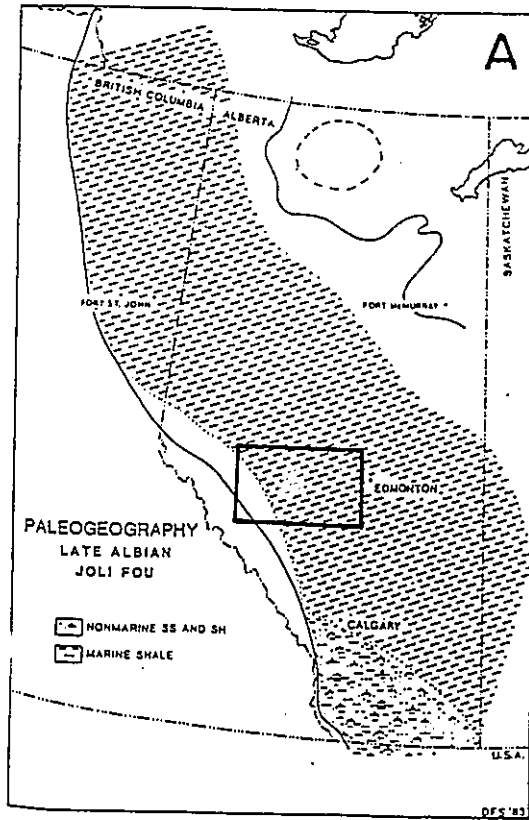 A
BRITISH COLUMBIA
ALBERTA
SASKATCHEWAN
FORT ST. JOHN
FORT McMURRAY
EDMONTON
PALEOGEOGRAPHY
LATE ALBIAN
JOLI FOU
NONMARINE SS AND SH
MARINE SHALE
CALGARY
U.S.A.
DFS '83